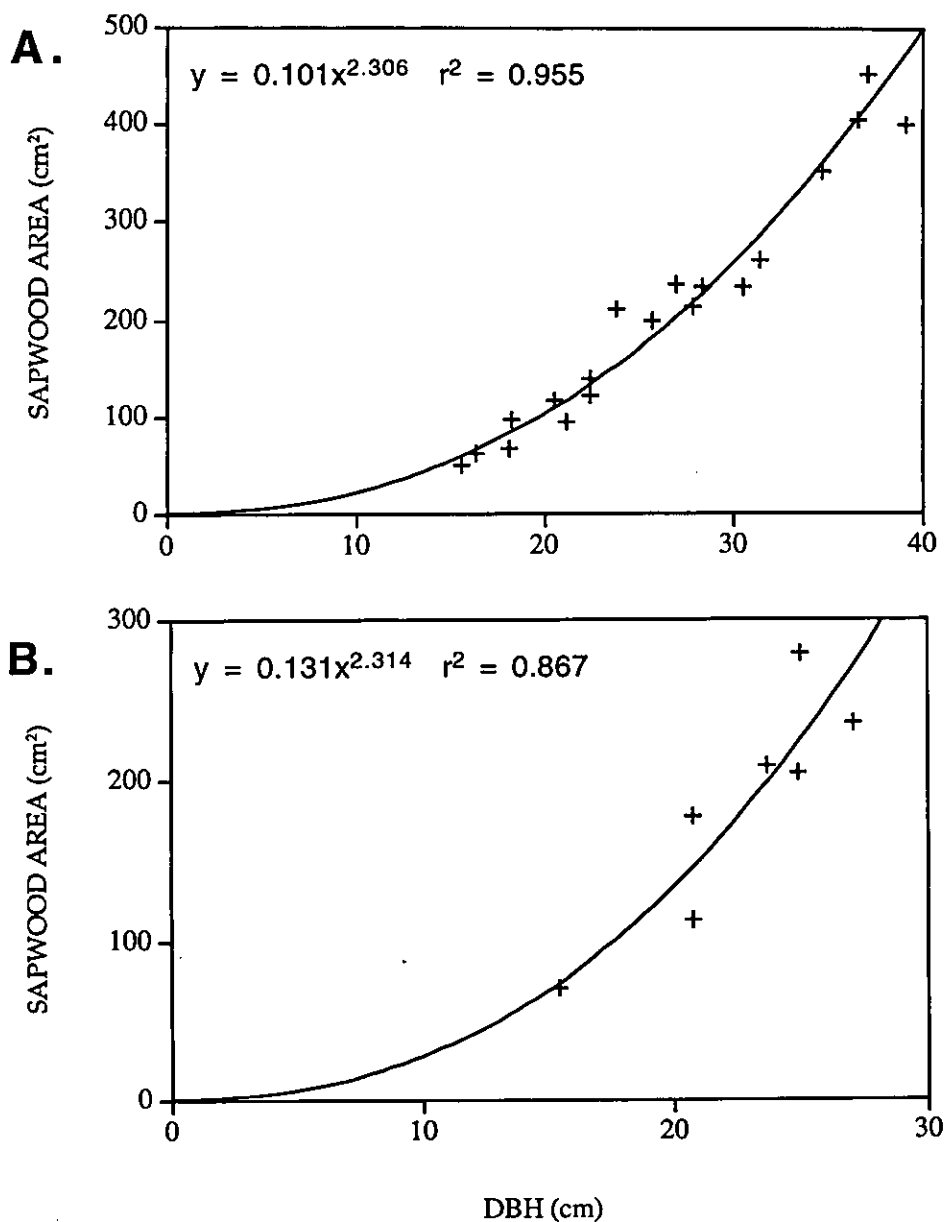 A.
y = 0.101x^2.306 r² = 0.955
SAPWOOD AREA (cm²)
500
400
300
200
100
0
0 10 20 30 40
B.
y = 0.131x^2.314 r² = 0.867
SAPWOOD AREA (cm²)
300
200
100
0
0 10 20 30
DBH (cm)